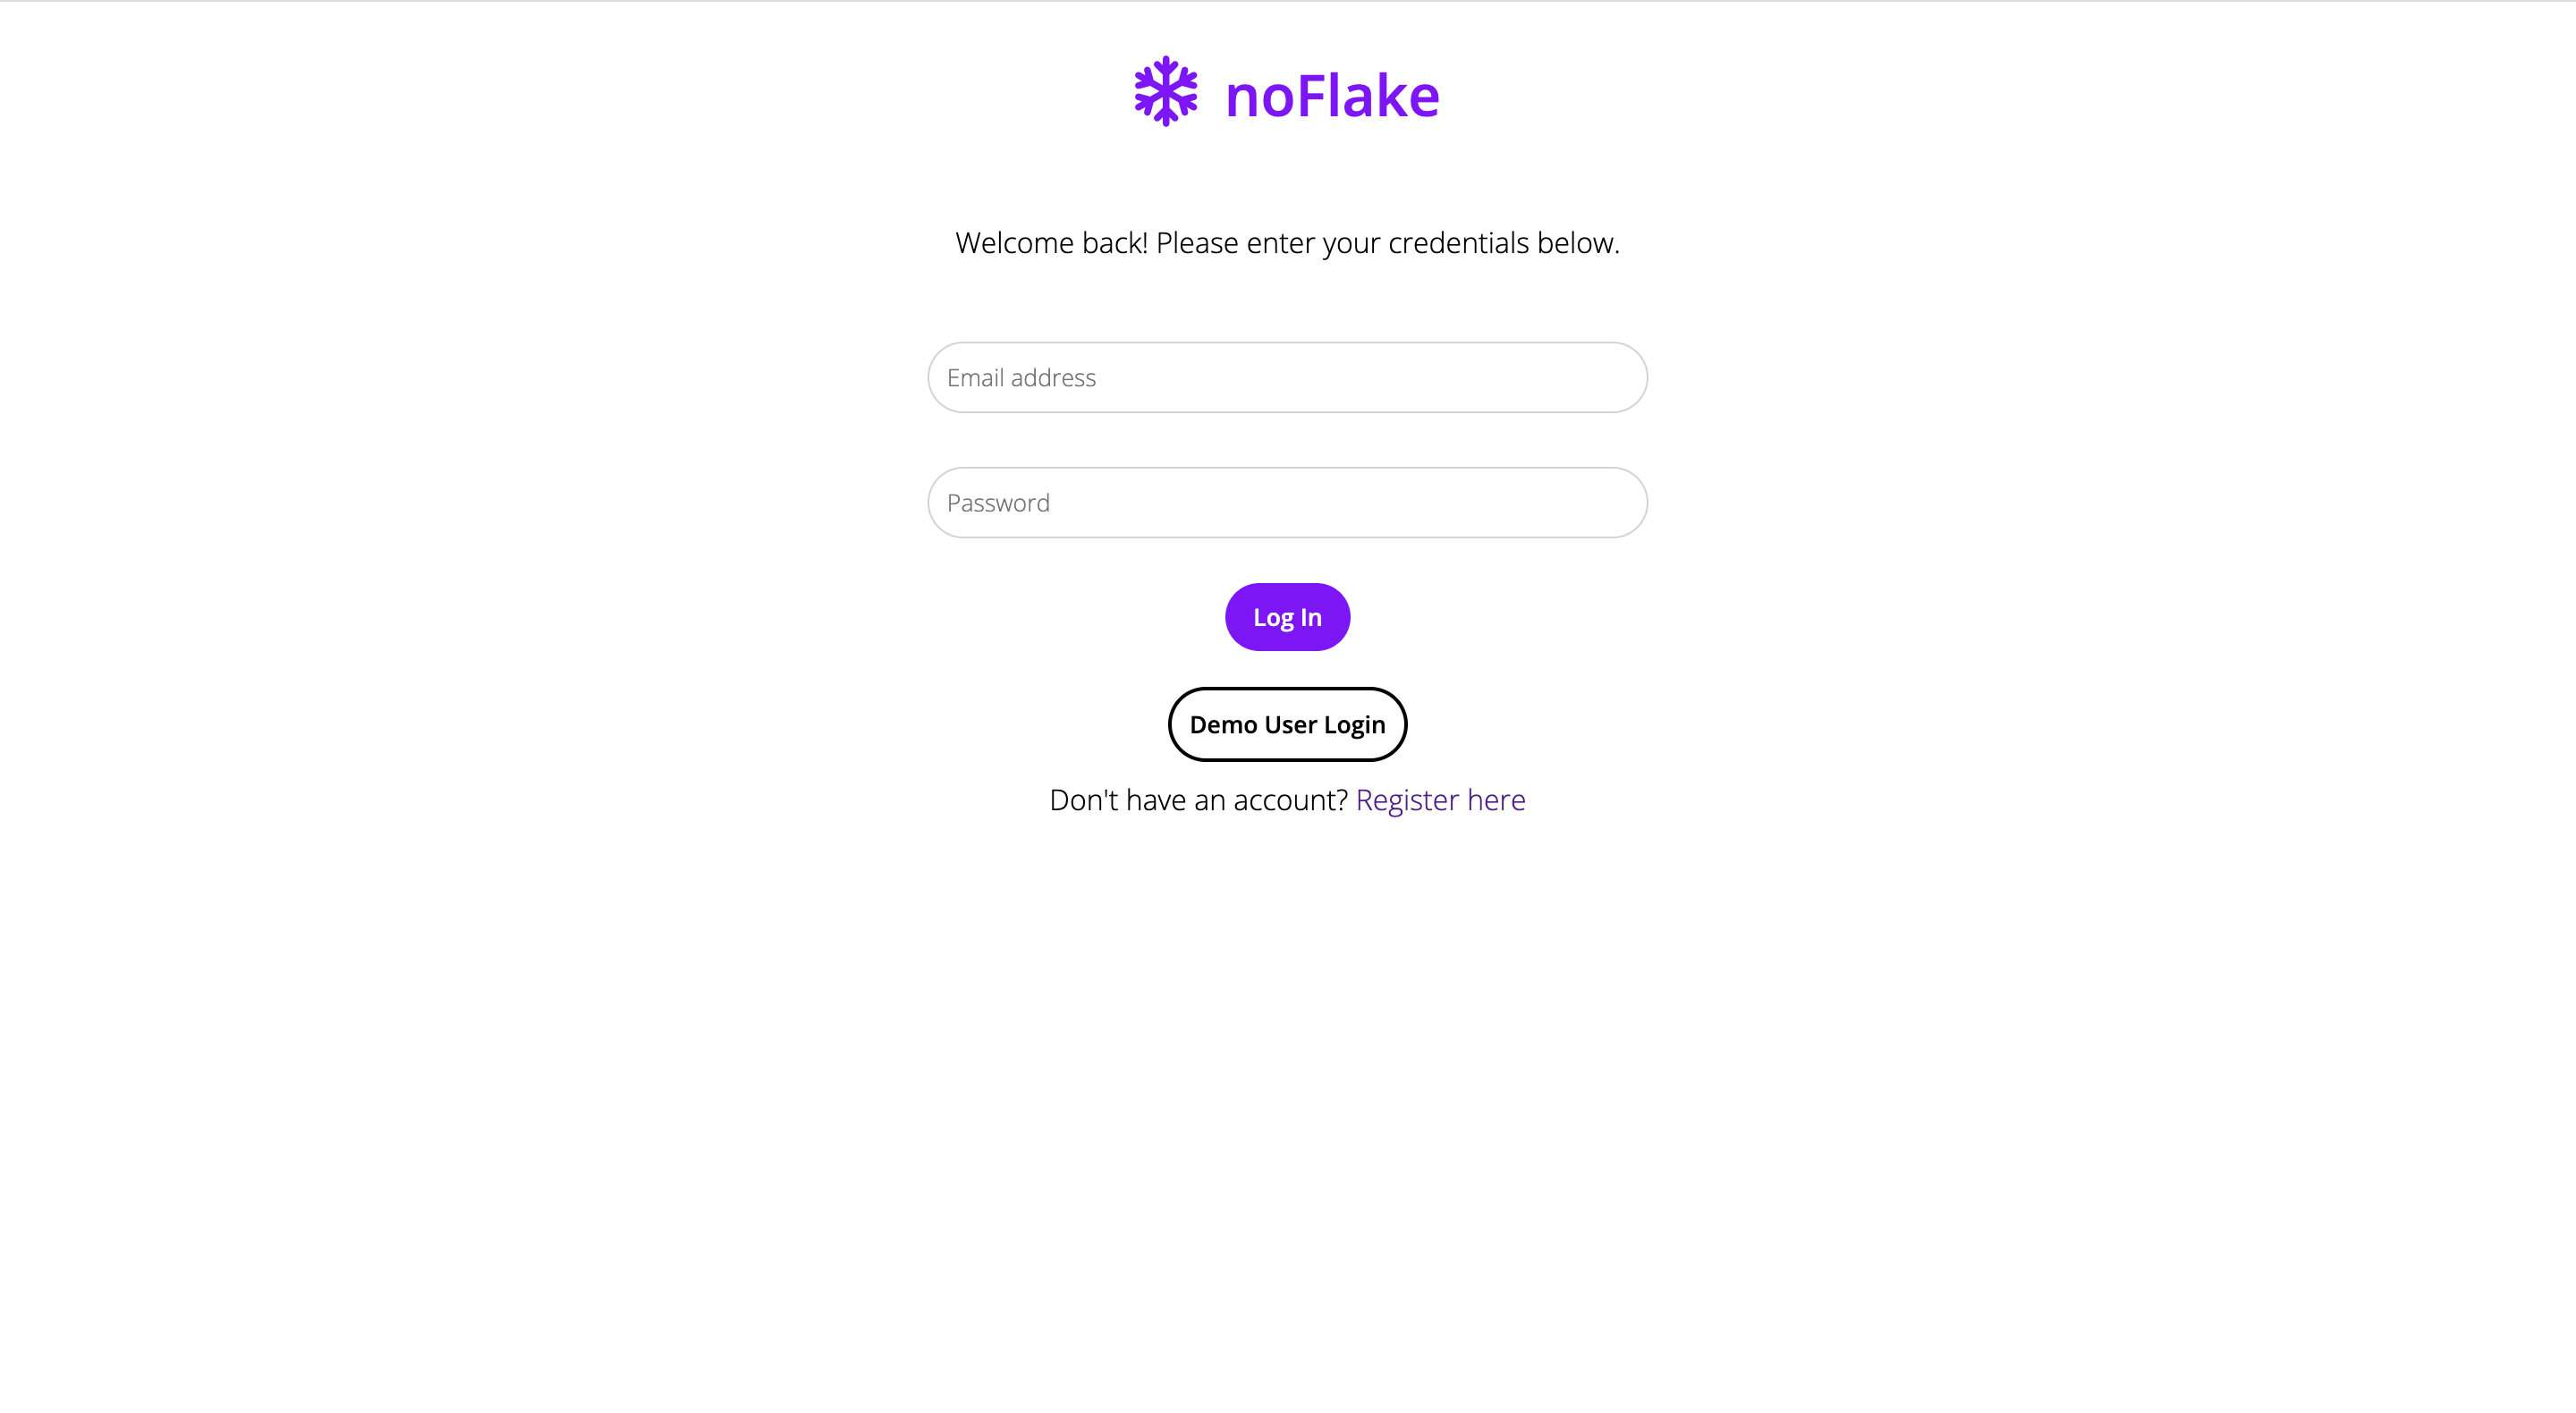 noFlake
Welcome back! Please enter your credentials below.
Email address
Password
Log In
Demo User Login
Don't have an account? Register here